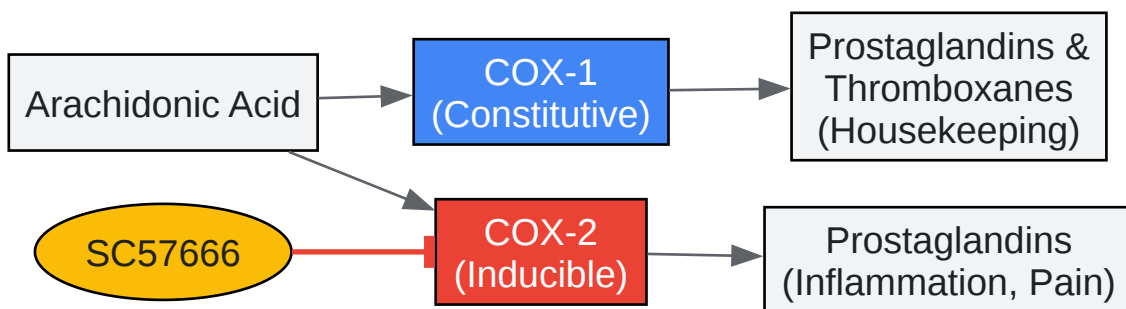 Arachidonic Acid
COX-1
(Constitutive)
Prostaglandins &
Thromboxanes
(Housekeeping)
SC57666
COX-2
(Inducible)
Prostaglandins
(Inflammation, Pain)